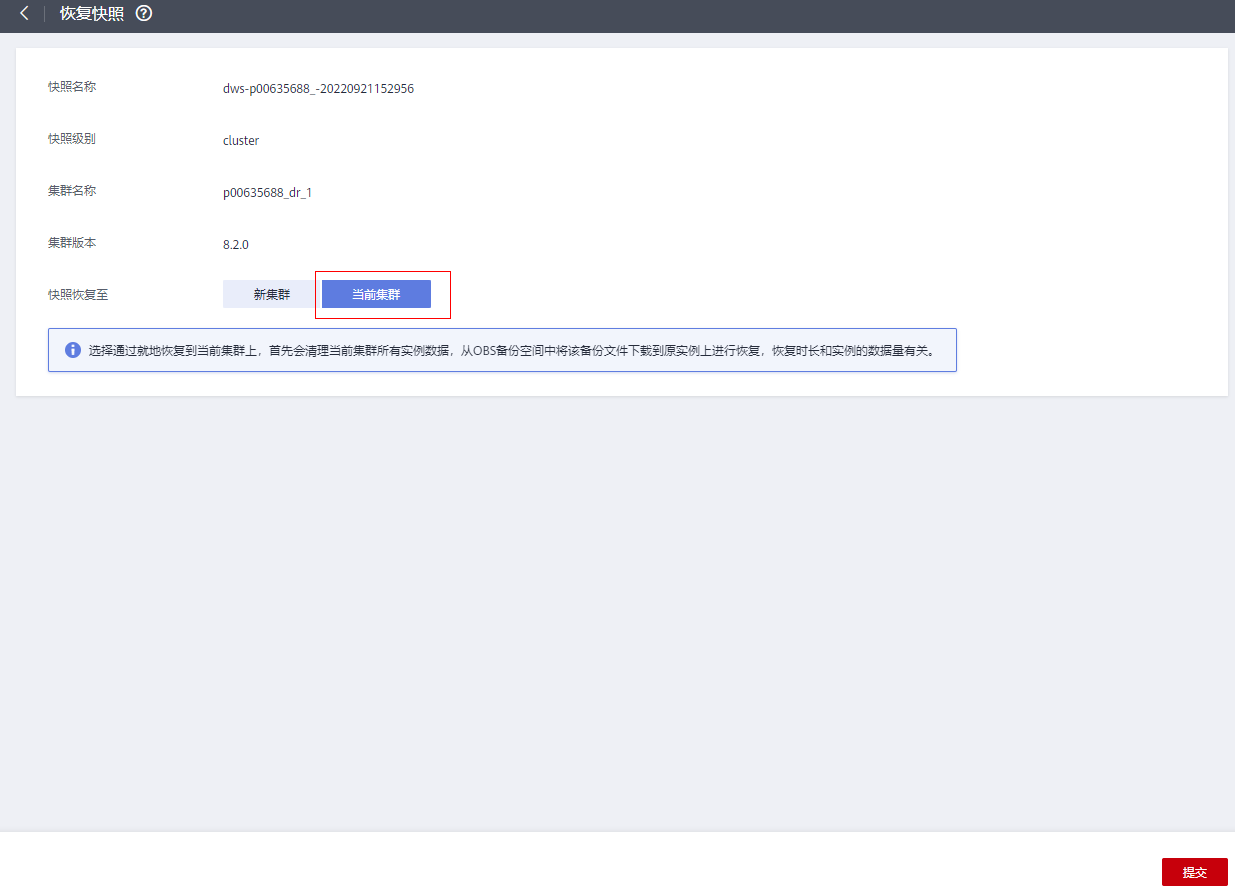 恢复快照 ?
快照名称 dws-p00635688_-20220921152956
快照级别 cluster
集群名称 p00635688_dr_1
集群版本 8.2.0
快照恢复至 新集群 当前集群
选择通过就地恢复到当前集群上，首先会清理当前集群所有实例数据，从OBS备份空间中将该备份文件下载到原实例上进行恢复，恢复时长和实例的数据量有关。
提交